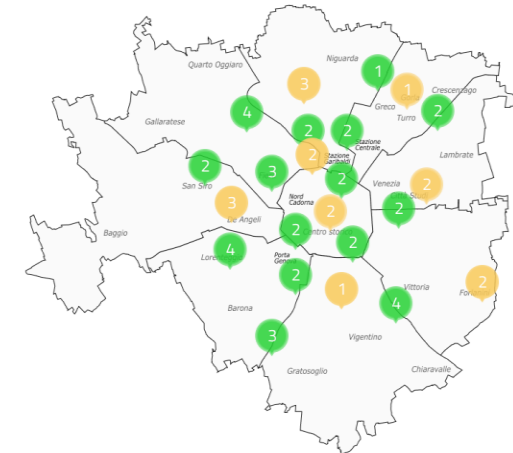 Niguarda
Quarto Oggiaro
1
3
1
Crescenzago
Greco
4
2
Turro
Gallaratese
2
2
Stazione
Centrale
2
Stazione
Garibaldi
Lambrate
2
3
2
San Siro
Venezia
2
Nord
Cadorna
3
2
2
De Angeli
Baggio
2
Centro storico
2
4
Porta
Genova
2
2
Vittoria
1
4
Barona
3
Vigentino
Chiaravalle
Gratosoglio